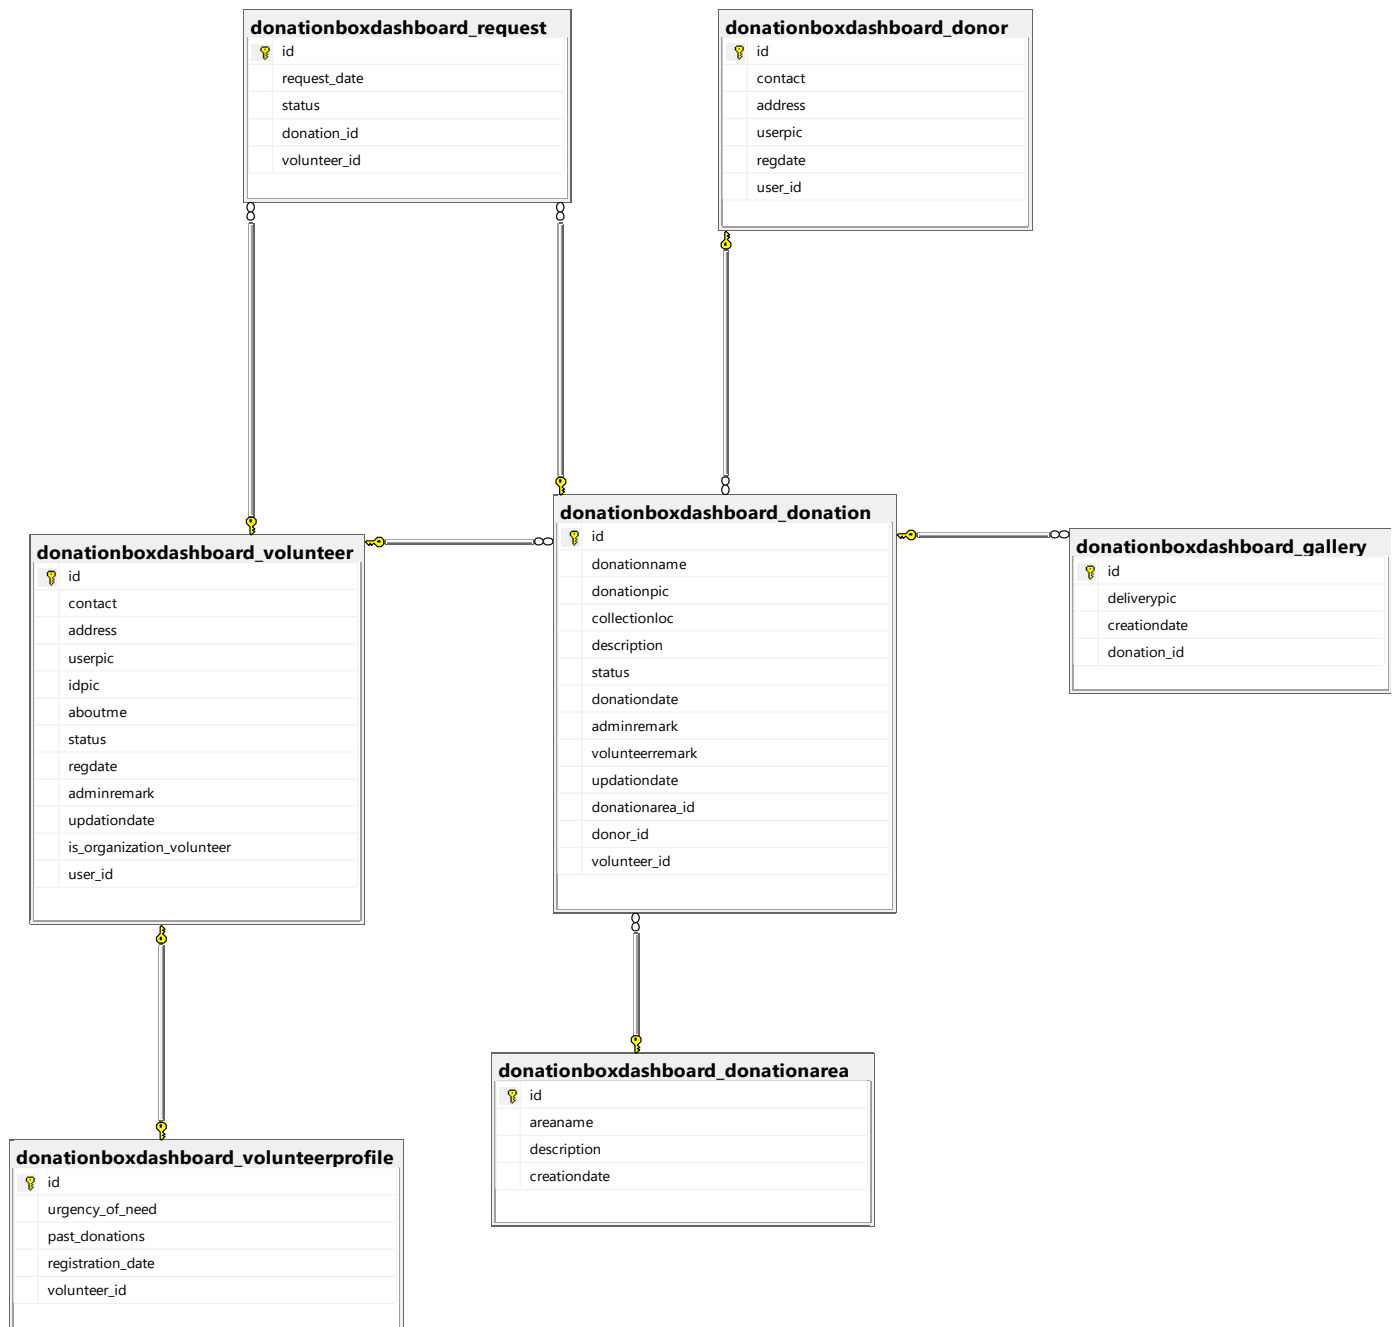 donationboxdashboard_request
id
request_date
status
donation_id
volunteer_id
donationboxdashboard_donor
id
contact
address
userpic
regdate
user_id
donationboxdashboard_volunteer
id
contact
address
userpic
idpic
aboutme
status
regdate
adminremark
updationdate
is_organization_volunteer
user_id
donationboxdashboard_donation
id
donationname
donationpic
collectionloc
description
status
donationdate
adminremark
volunteerremark
updationdate
donationarea_id
donor_id
volunteer_id
donationboxdashboard_gallery
id
deliverypic
creationdate
donation_id
donationboxdashboard_volunteerprofile
id
urgency_of_need
past_donations
registration_date
volunteer_id
donationboxdashboard_donationarea
id
areaname
description
creationdate